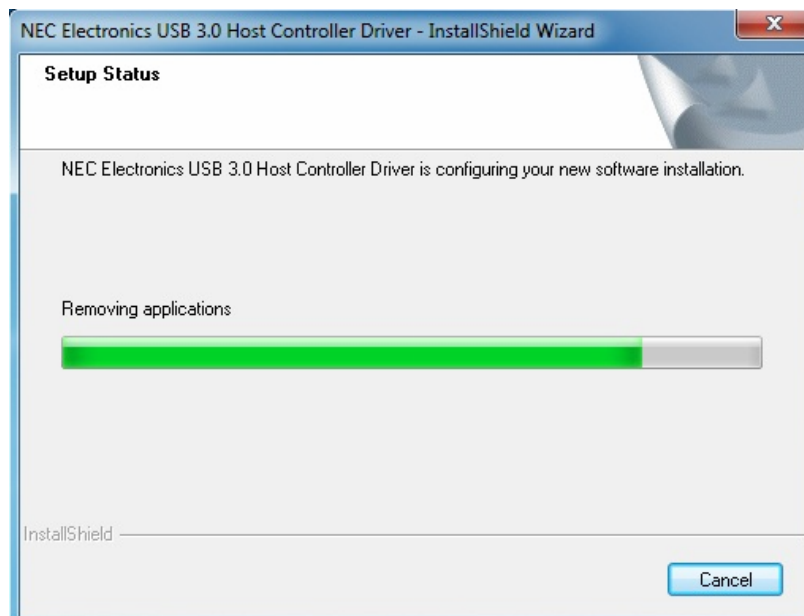 NEC Electronics USB 3.0 Host Controller Driver - InstallShield Wizard
Setup Status
NEC Electronics USB 3.0 Host Controller Driver is configuring your new software installation.
Removing applications
InstallShield
Cancel